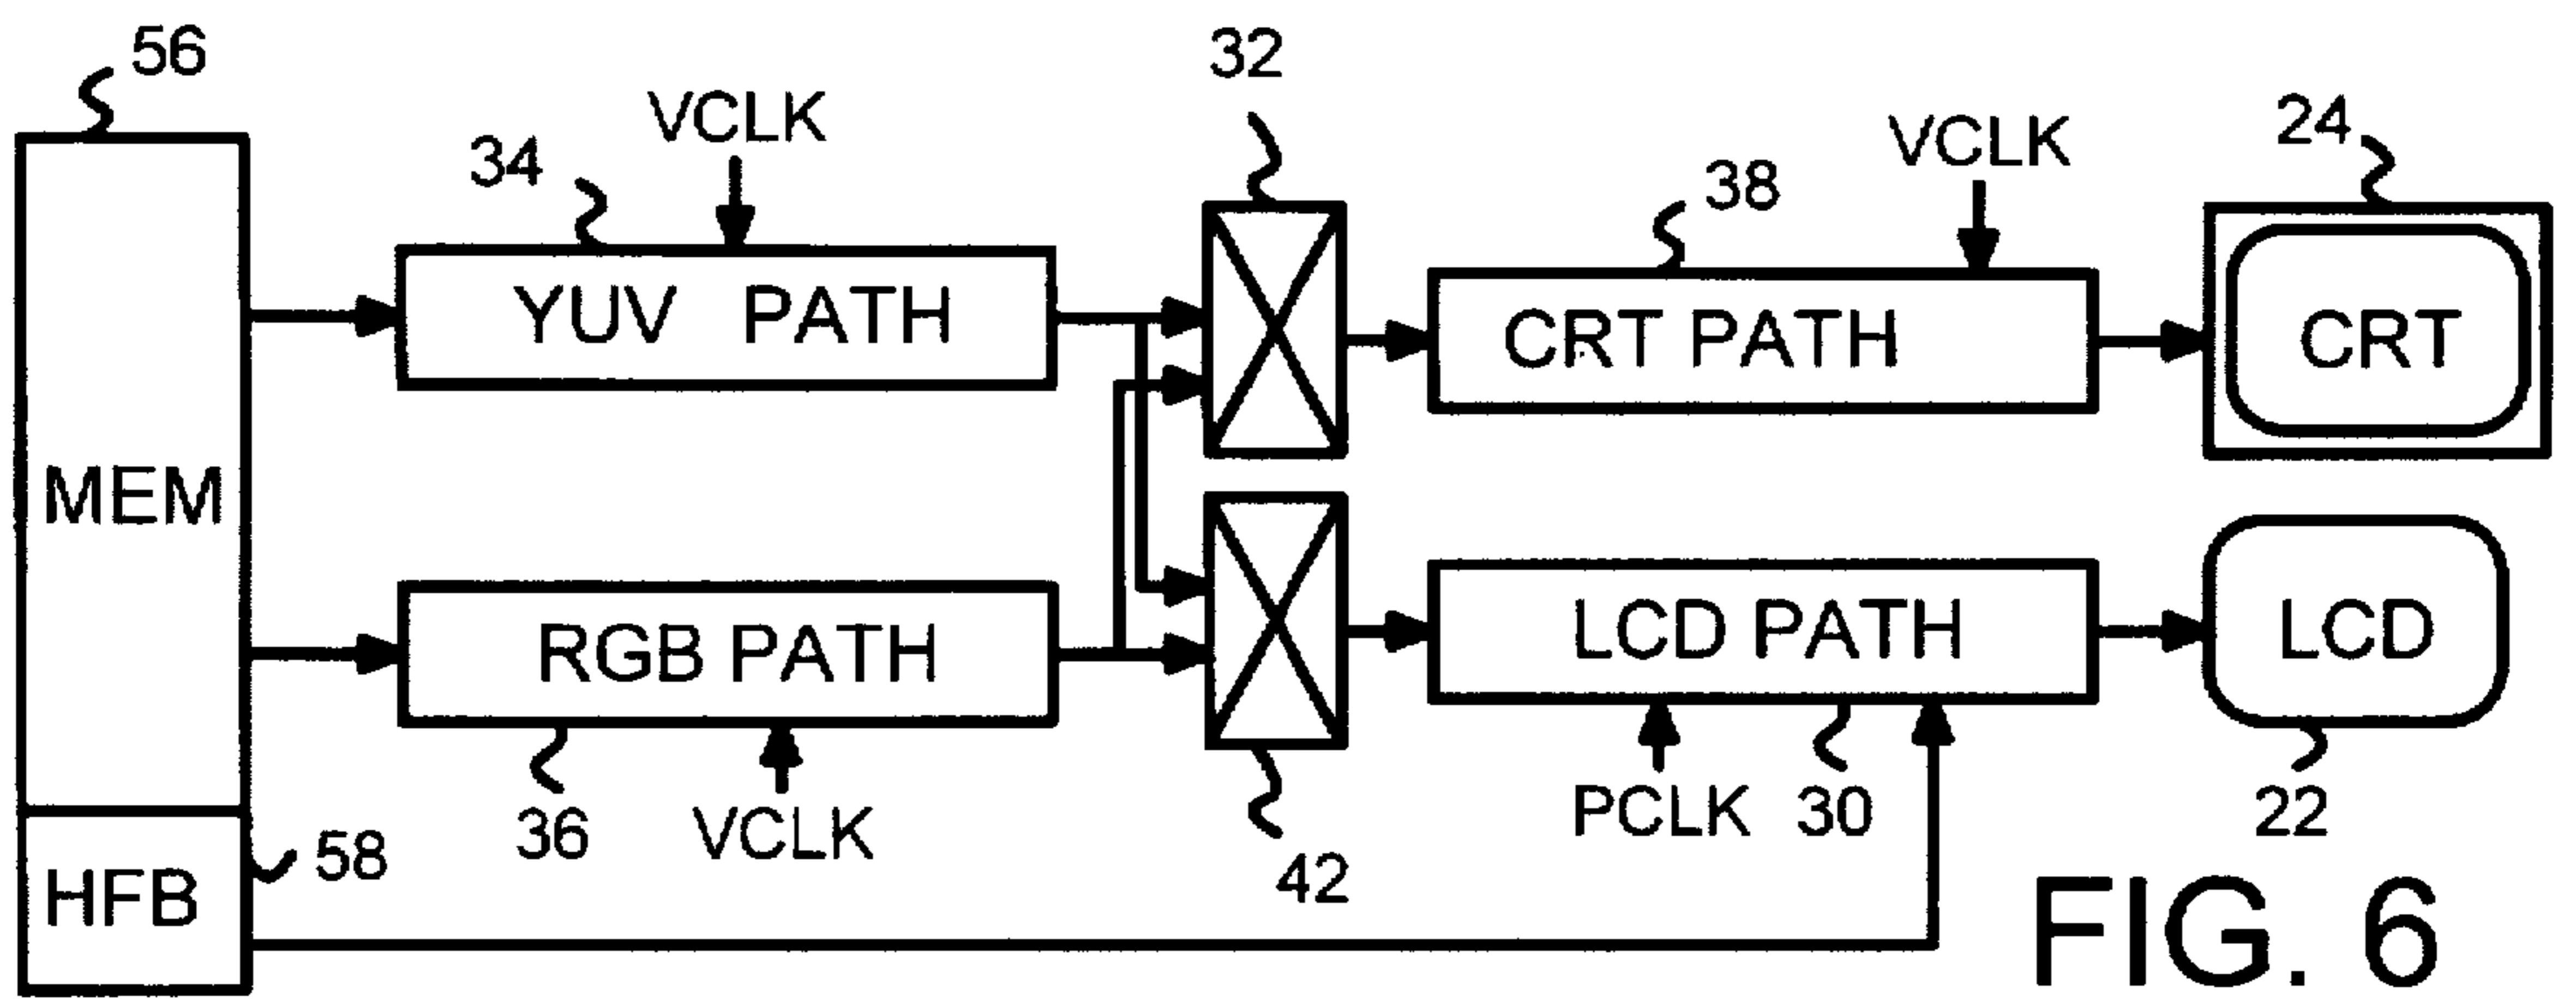 56
32
VCLK
24
34
VCLK
38
YUV PATH
CRT PATH
CRT
MEM
RGB PATH
LCD PATH
LCD
36
VCLK
PCLK
30
22
58
42
HFB
FIG. 6